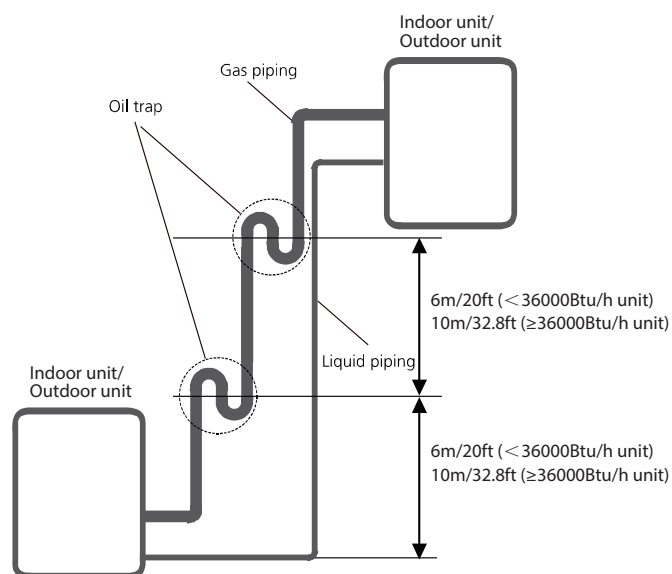 Indoor unit/
Outdoor unit
Gas piping
Oil trap
6m/20ft (＜36000Btu/h unit)
10m/32.8ft (≥36000Btu/h unit)
Liquid piping
Indoor unit/
Outdoor unit
6m/20ft (＜36000Btu/h unit)
10m/32.8ft (≥36000Btu/h unit)